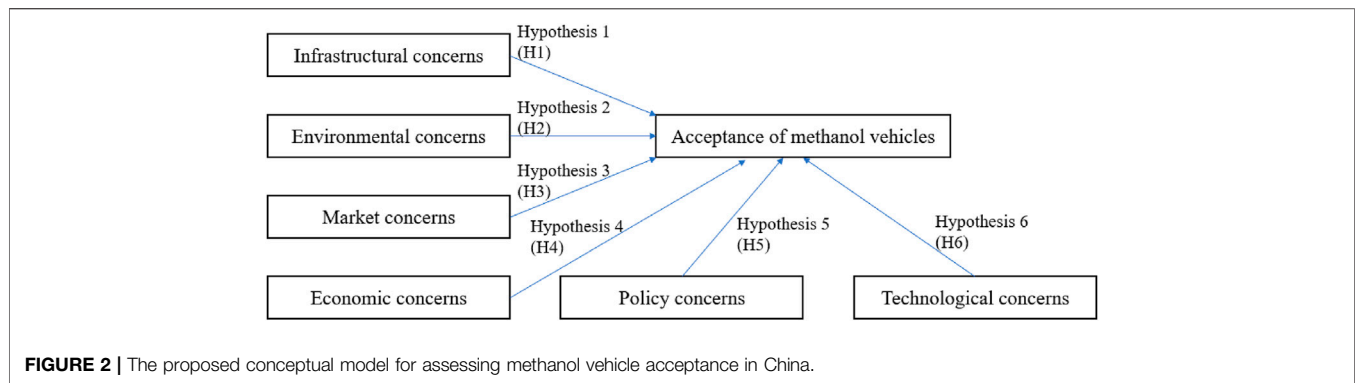 Hypothesis 1
(H1)
Infrastructural concerns
Hypothesis 2
(H2)
Environmental concerns
Acceptance of methanol vehicles
Hypothesis 3
(H3)
Market concerns
Hypothesis 4
(H4)
Hypothesis 5
(H5)
Hypothesis 6
(H6)
Economic concerns
Policy concerns
Technological concerns
FIGURE 2 | The proposed conceptual model for assessing methanol vehicle acceptance in China.